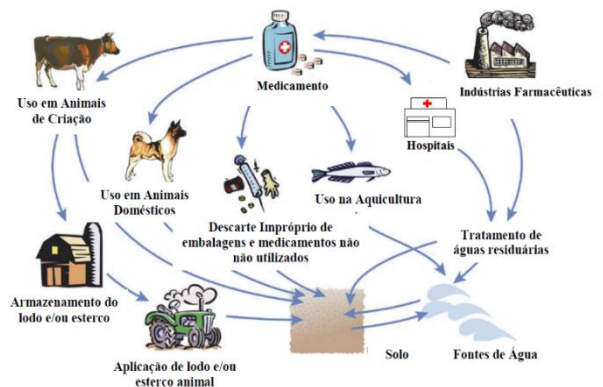 Medicamento
Indústrias Farmacêuticas
Uso em Animais
de Criação
Hospitais
Uso em Animais
Domésticos
Uso na Aquicultura
Descarte Impróprio de
embalagens e medicamentos não
não utilizados
Tratamento de
águas residuárias
Armazenamento do
lodo e/ou esterco
Aplicação de lodo e/ou
esterco animal
Solo
Fontes de Água